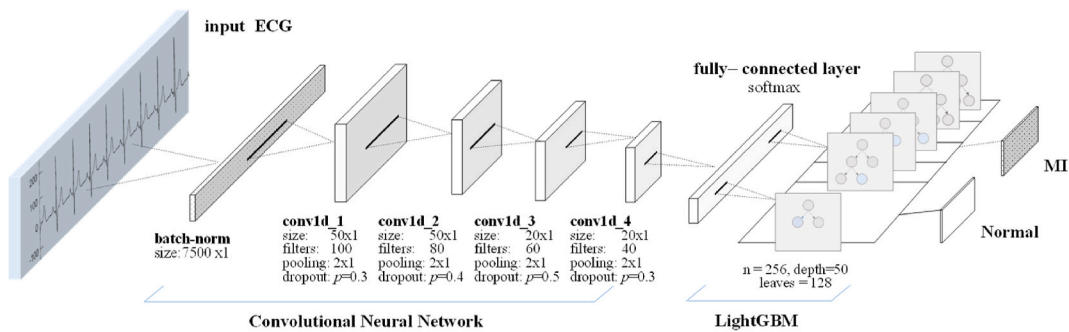 input ECG
200
100
0
-100
batch-norm
size:7500 x1
conv1d_1
size: 50x1
filters: 100
pooling: 2x1
dropout: p=0.3
conv1d_2
size: 50x1
filters: 80
pooling: 2x1
dropout: p=0.4
conv1d_3
size: 20x1
filters: 60
pooling: 2x1
dropout: p=0.5
conv1d_4
size: 20x1
filters: 40
pooling: 2x1
dropout: p=0.3
Convolutional Neural Network
fully– connected layer
softmax
n = 256, depth=50
leaves =128
LightGBM
MI
Normal